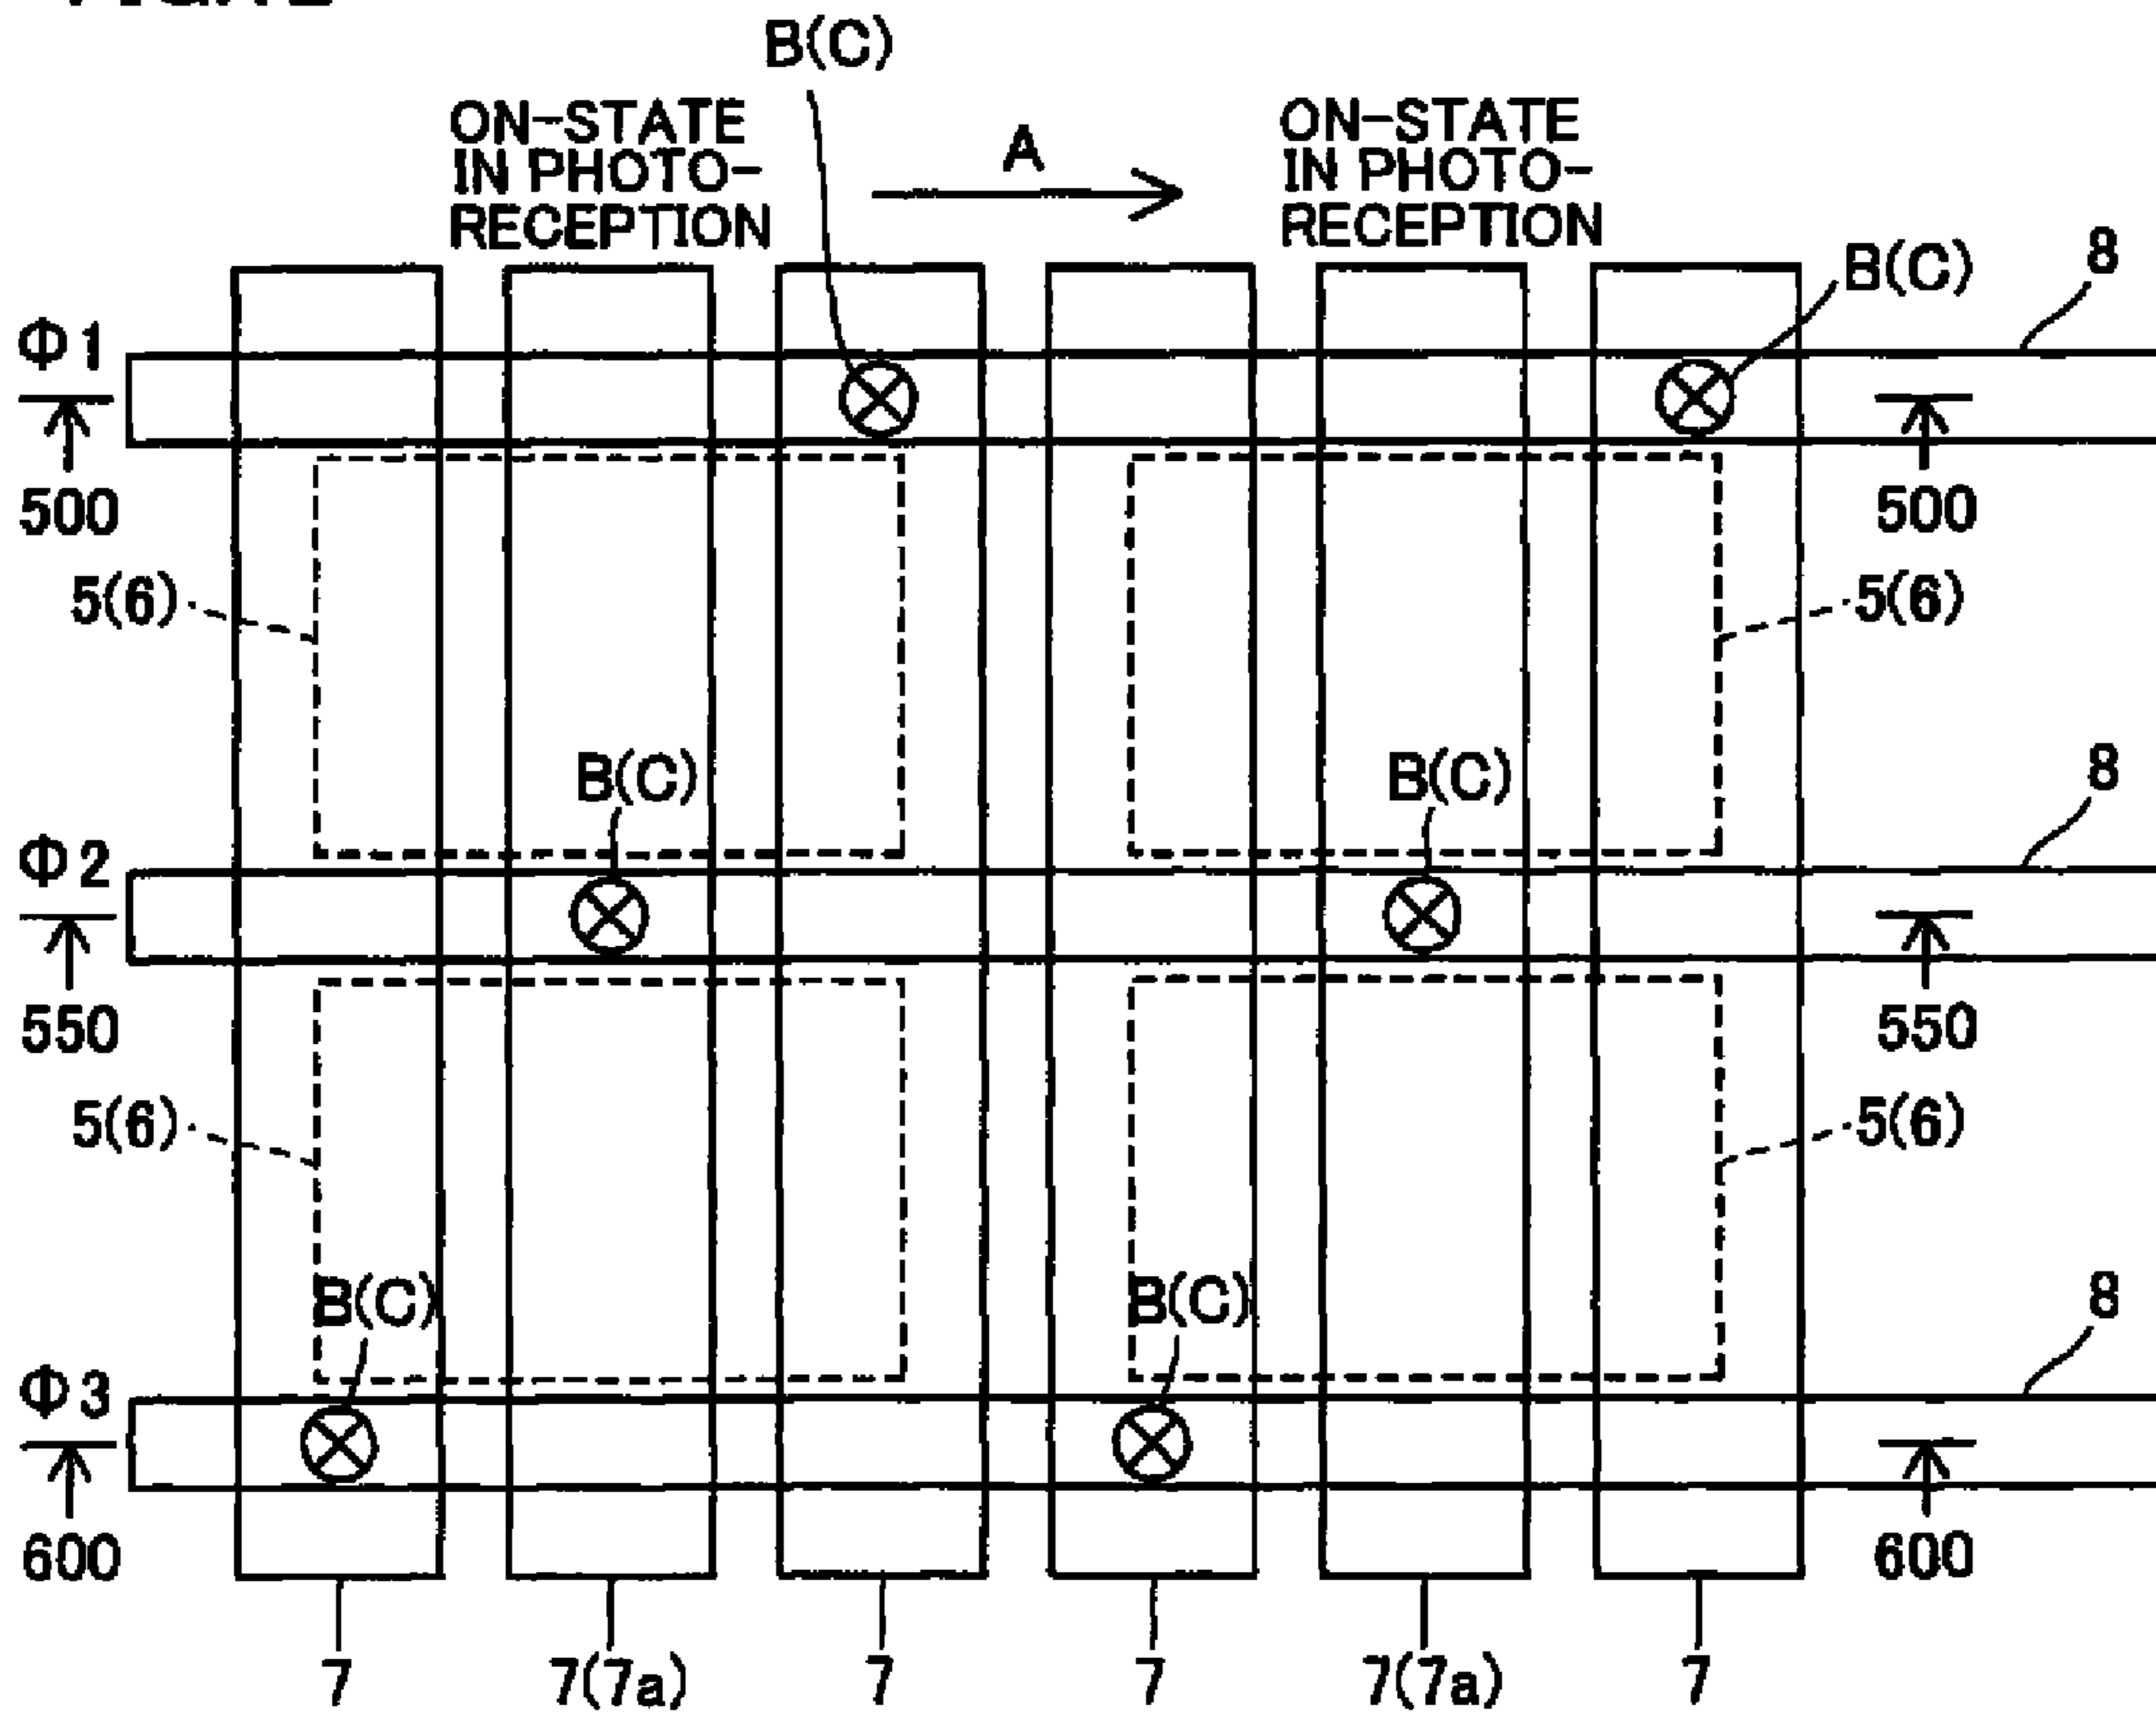 B(C)
ON-STATE
IN PHOTO-
RECEPTION
A
ON-STATE
IN PHOTO-
RECEPTION
8
B(C)
Φ1
500
500
5(6)
5(6)
B(C)
B(C)
8
Φ2
550
550
5(6)
5(6)
B(C)
B(C)
8
Φ3
600
600
7
7(7a)
7
7
7(7a)
7